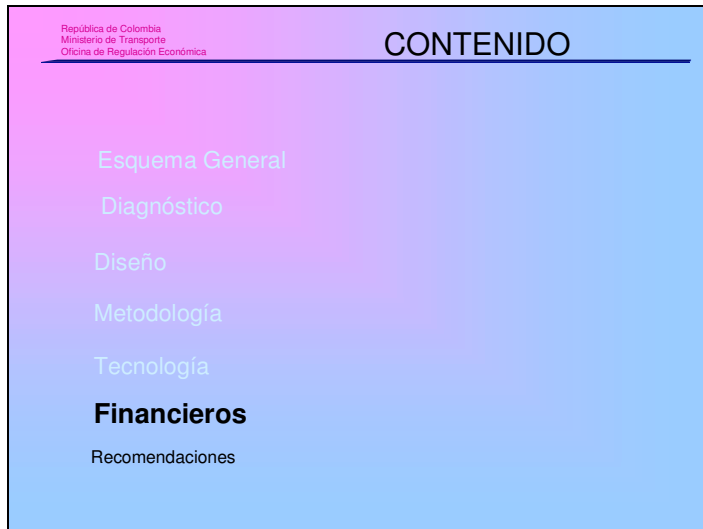 República de Colombia
Ministerio de Transporte
Oficina de Regulación Económica
CONTENIDO
Esquema General
Diagnóstico
Diseño
Metodología
Tecnología
Financieros
Recomendaciones